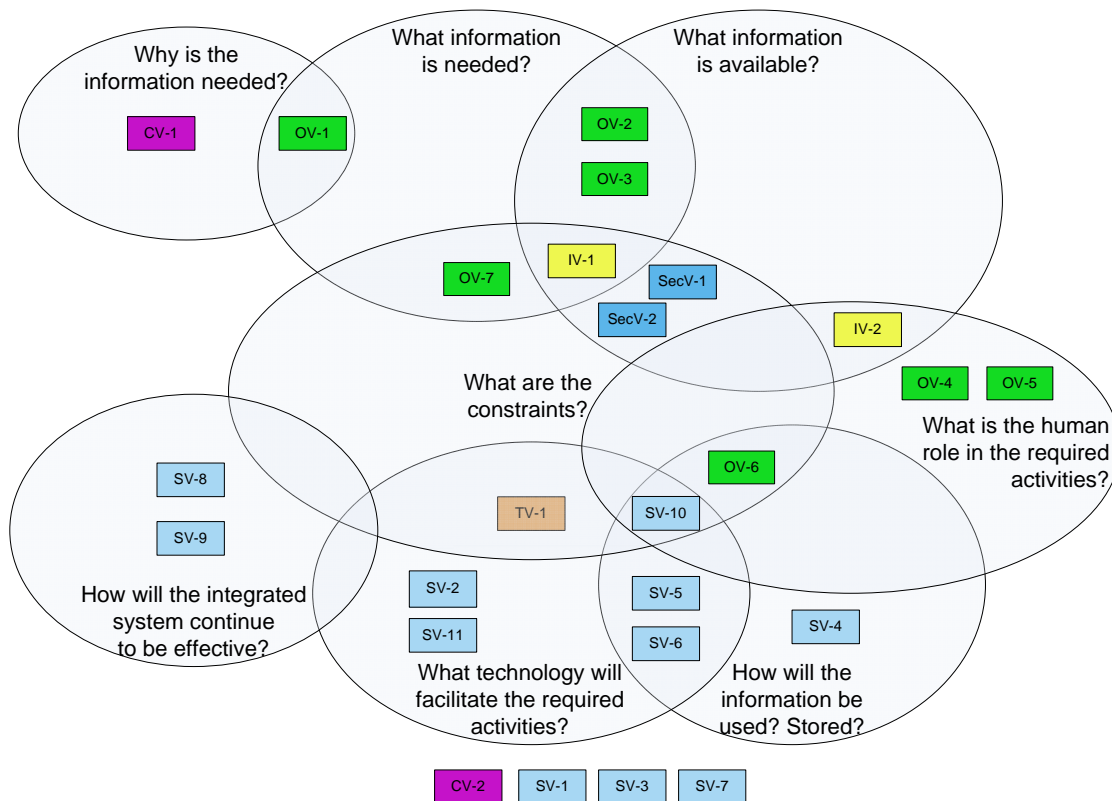 Why is the
information needed?
What information
is needed?
What information
is available?
CV-1
OV-1
OV-2
OV-3
IV-1
OV-7
SecV-1
SecV-2
IV-2
OV-4
OV-5
What are the
constraints?
What is the human
role in the required
activities?
OV-6
SV-8
SV-9
TV-1
SV-10
How will the integrated
system continue
to be effective?
SV-2
SV-11
SV-5
SV-6
SV-4
What technology will
facilitate the required
activities?
How will the
information be
used? Stored?
CV-2
SV-1
SV-3
SV-7